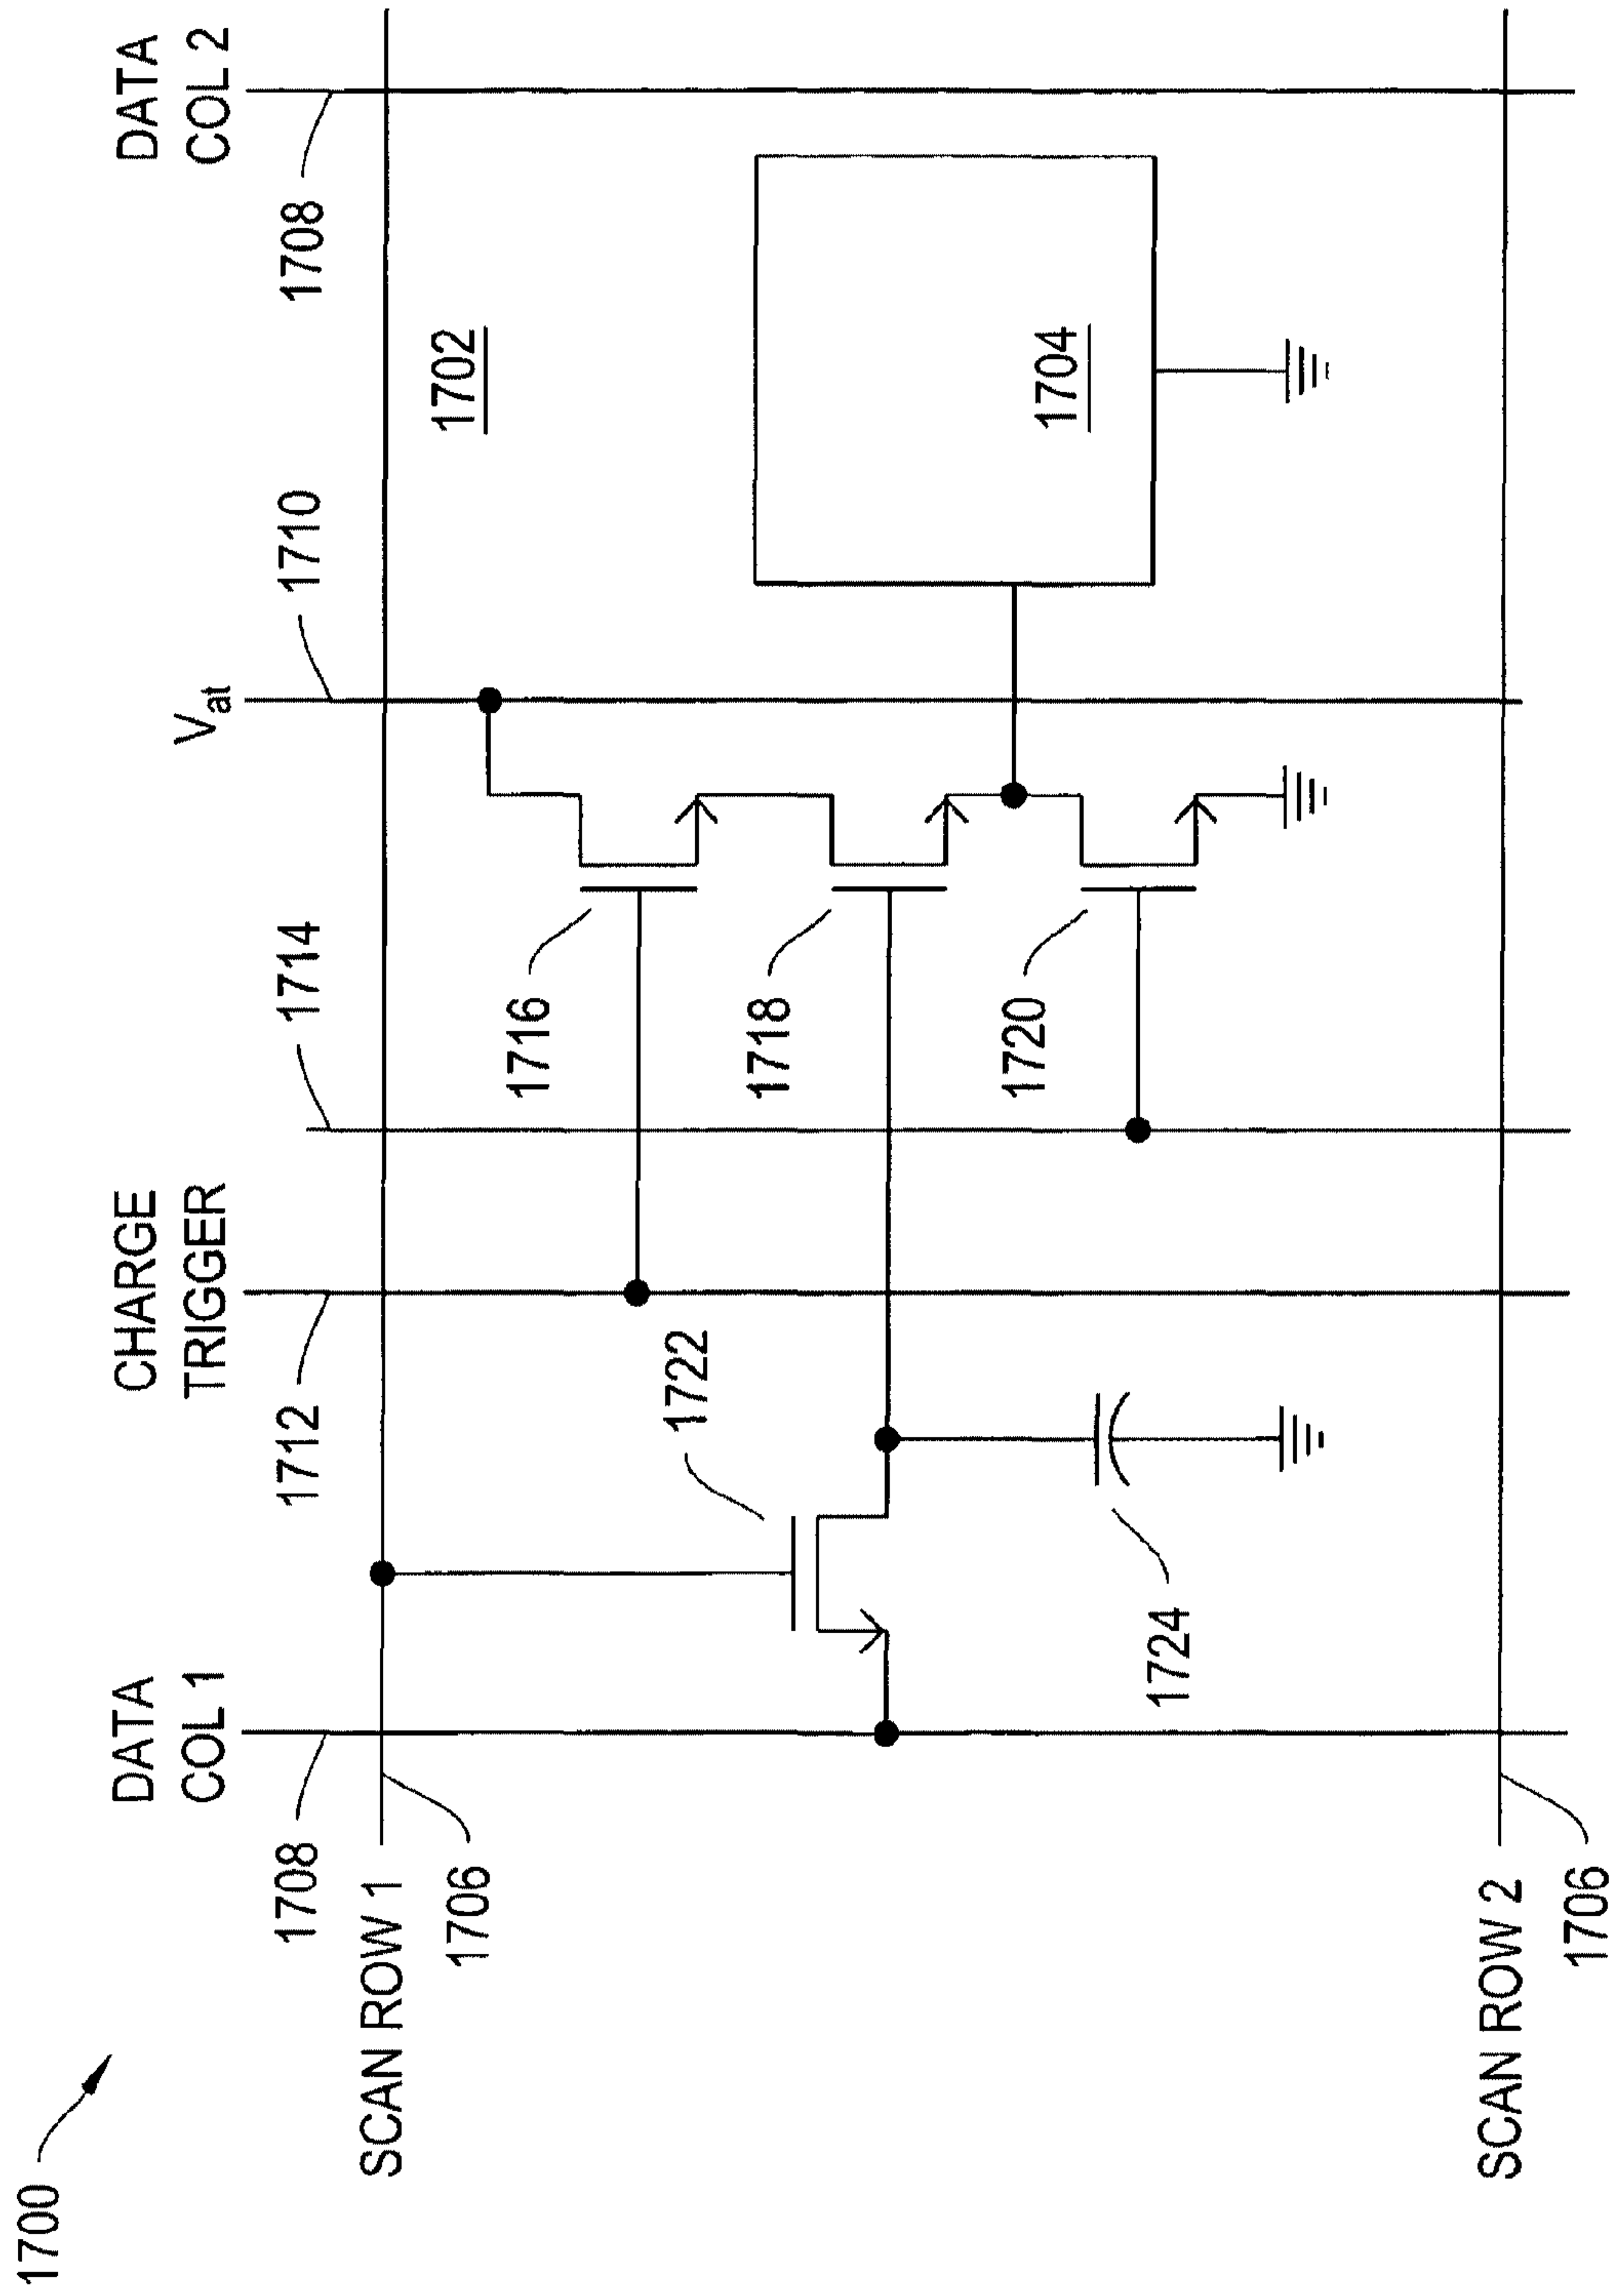 1700
DATA
COL 1
CHARGE
TRIGGER
V_at
DATA
COL 2
1708
1712
1714
1710
1708
SCAN ROW 1
1706
1702
1716
1722
1718
1720
1704
1724
SCAN ROW 2
1706